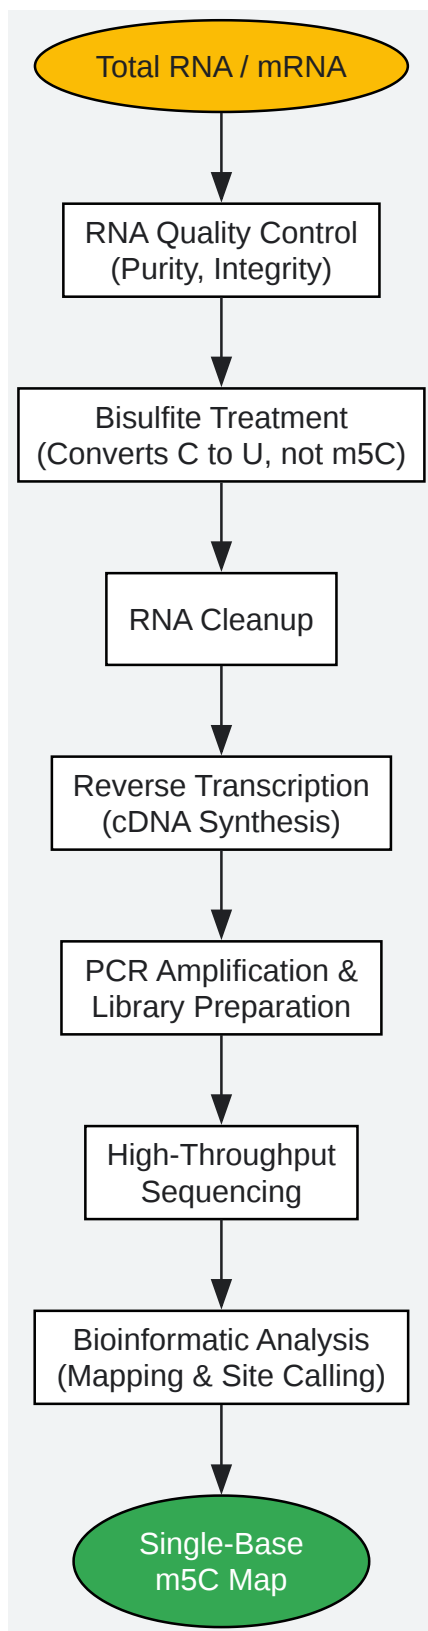 Total RNA / mRNA
RNA Quality Control
(Purity, Integrity)
Bisulfite Treatment
(Converts C to U, not m5C)
RNA Cleanup
Reverse Transcription
(cDNA Synthesis)
PCR Amplification &
Library Preparation
High-Throughput
Sequencing
Bioinformatic Analysis
(Mapping & Site Calling)
Single-Base
m5C Map